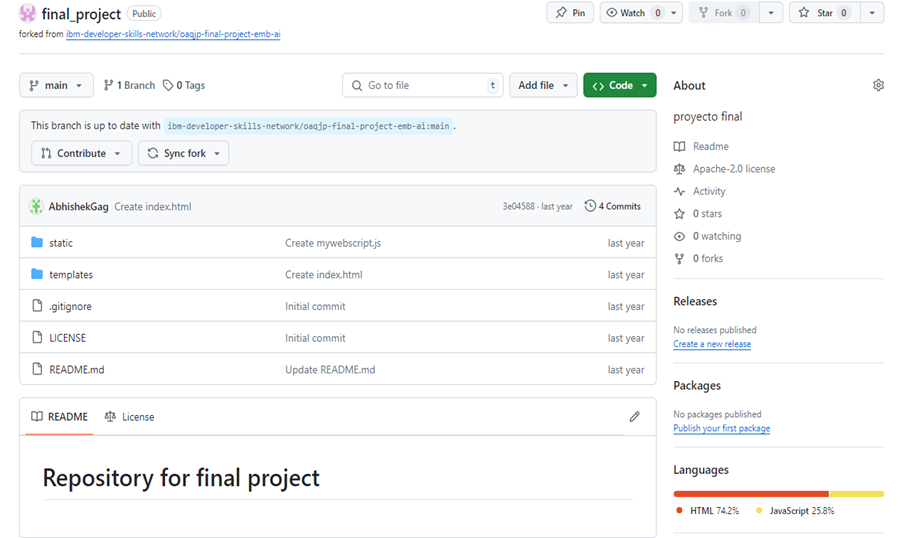 final_project Public Pin Watch 0 Fork 0 Star 0
forked from ibm-developer-skills-network/oaqjp-final-project-emb-ai
main 1 Branch 0 Tags Go to file t Add file Code
This branch is up to date with ibm-developer-skills-network/oaqjp-final-project-emb-ai:main .
Contribute Sync fork
AbhishekGag Create index.html 3e04588 · last year 4 Commits
static Create mywebscript.js last year
templates Create index.html last year
.gitignore Initial commit last year
LICENSE Initial commit last year
README.md Update README.md last year
README License
Repository for final project
About
proyecto final
Readme
Apache-2.0 license
Activity
0 stars
0 watching
0 forks
Releases
No releases published
Create a new release
Packages
No packages published
Publish your first package
Languages
HTML 74.2% JavaScript 25.8%